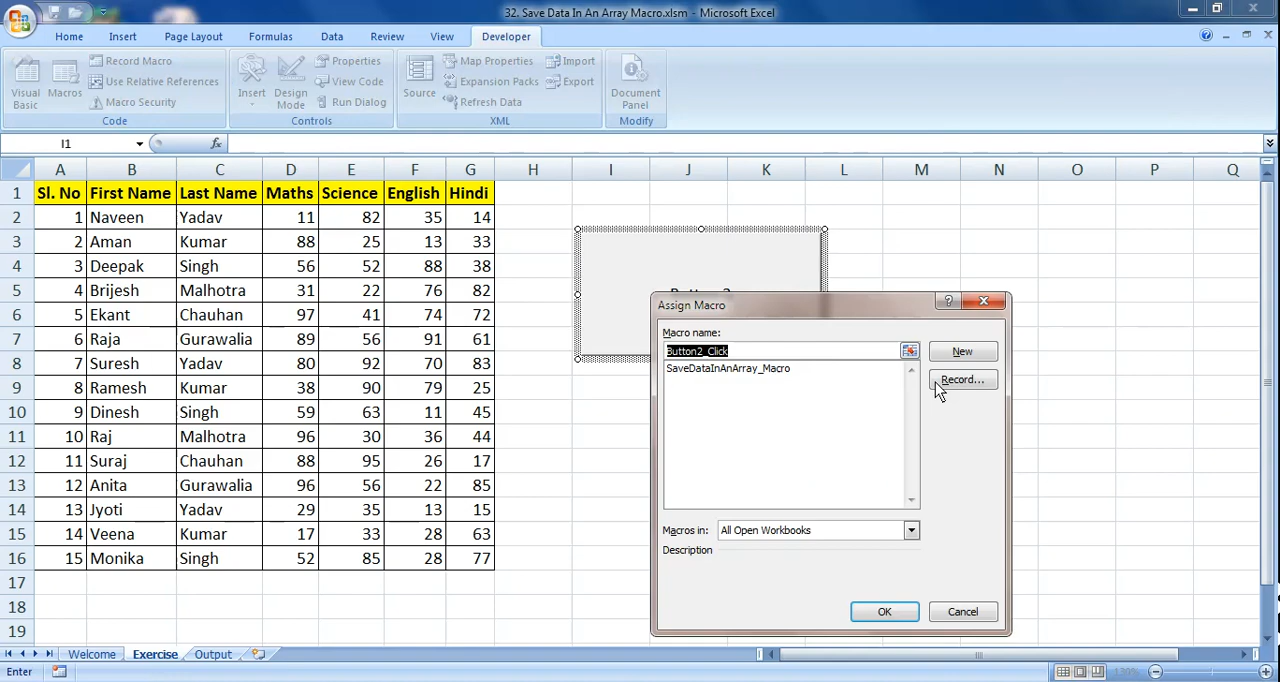 32. Save Data In An Array Macro.xlsm - Microsoft Excel
Home Insert Page Layout Formulas Data Review View Developer
Visual Basic
Macros
Record Macro
Use Relative References
Macro Security
Code
Insert
Design Mode
Properties
View Code
Run Dialog
Controls
Source
Map Properties
Expansion Packs
Refresh Data
Import
Export
XML
Document Panel
Modify
I1
fx
A B C D E F G H I J K L M N O P Q
1 Sl. No First Name Last Name Maths Science English Hindi
2 1 Naveen Yadav 11 82 35 14
3 2 Aman Kumar 88 25 13 33
4 3 Deepak Singh 56 52 88 38
5 4 Brijesh Malhotra 31 22 76 82
6 5 Ekant Chauhan 97 41 74 72
7 6 Raja Gurawalia 89 56 91 61
8 7 Suresh Yadav 80 92 70 83
9 8 Ramesh Kumar 38 90 79 25
10 9 Dinesh Singh 59 63 11 45
11 10 Raj Malhotra 96 30 36 44
12 11 Suraj Chauhan 88 95 26 17
13 12 Anita Gurawalia 96 56 22 85
14 13 Jyoti Yadav 29 35 13 15
15 14 Veena Kumar 17 33 28 63
16 15 Monika Singh 52 85 28 77
17
18
19
Assign Macro
Macro name:
Button2_Click
New
SaveDataInAnArray_Macro
Record...
Macros in: All Open Workbooks
Description
OK Cancel
Welcome Exercise Output
Enter